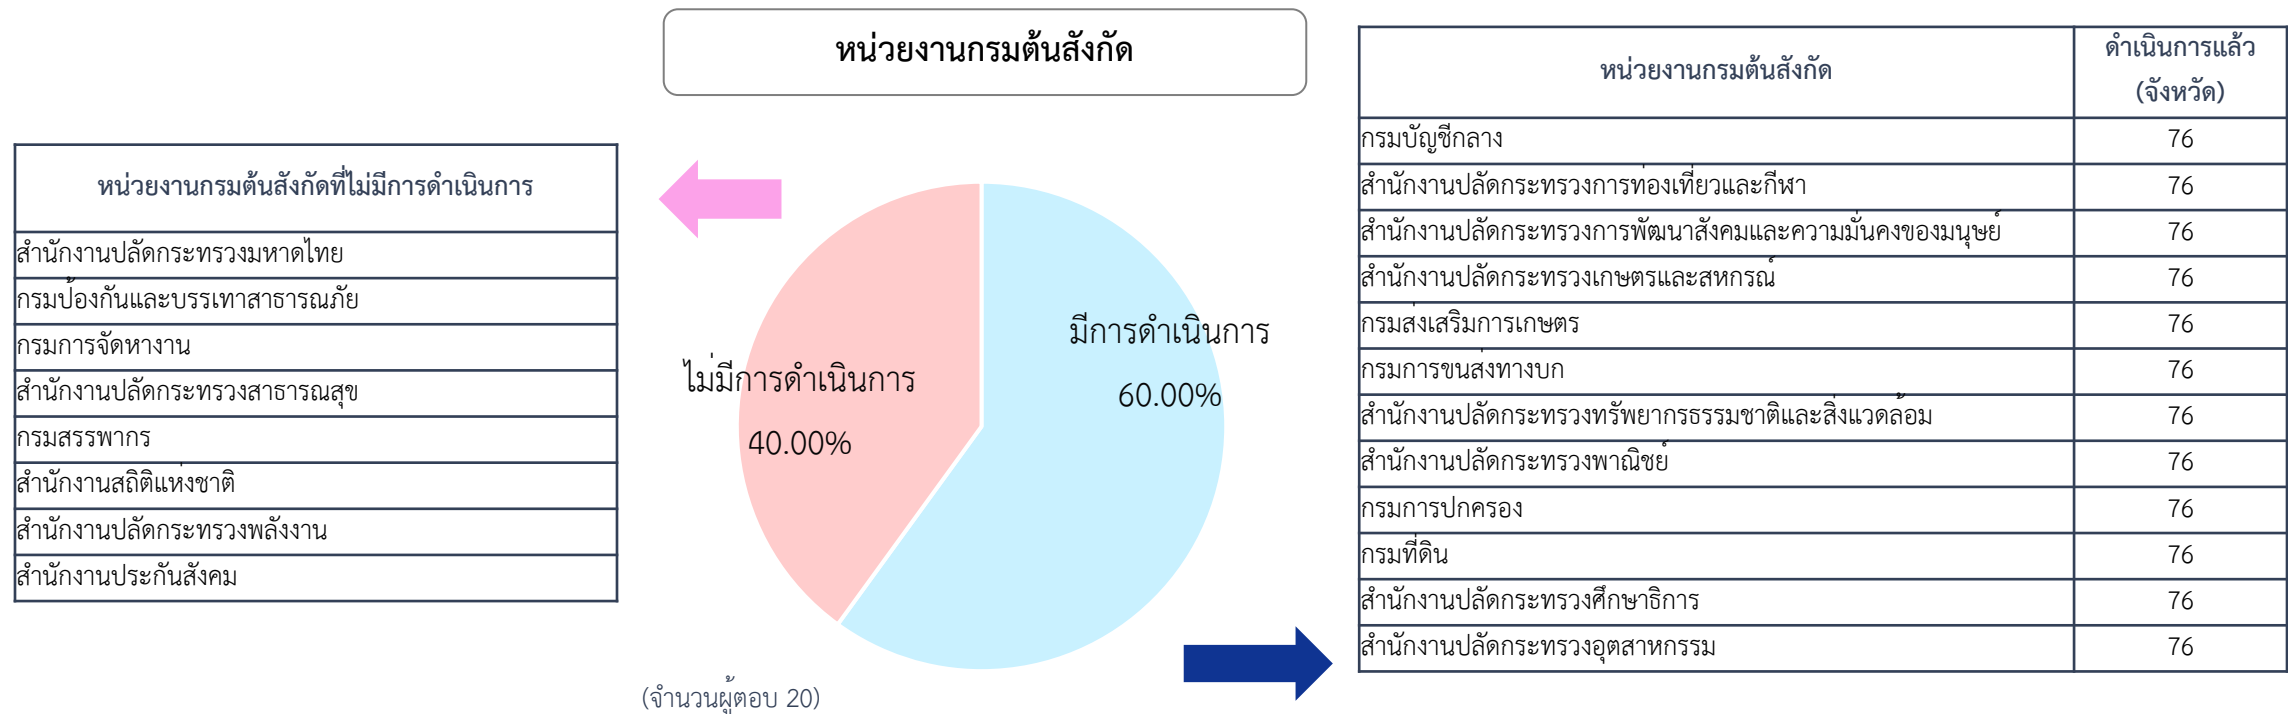 หน่วยงานกรมต้นสังกัด
หน่วยงานกรมต้นสังกัดที่ไม่มีการดำเนินการ
สำนักงานปลัดกระทรวงมหาดไทย
กรมป้องกันและบรรเทาสาธารณภัย
กรมการจัดหางาน
สำนักงานปลัดกระทรวงสาธารณสุข
กรมสรรพากร
สำนักงานสถิติแห่งชาติ
สำนักงานปลัดกระทรวงพลังงาน
สำนักงานประกันสังคม
ไม่มีการดำเนินการ
40.00%
มีการดำเนินการ
60.00%
(จำนวนผู้ตอบ 20)
หน่วยงานกรมต้นสังกัด
ดำเนินการแล้ว
(จังหวัด)
กรมบัญชีกลาง 76
สำนักงานปลัดกระทรวงการท่องเที่ยวและกีฬา 76
สำนักงานปลัดกระทรวงการพัฒนาสังคมและความมั่นคงของมนุษย์ 76
สำนักงานปลัดกระทรวงเกษตรและสหกรณ์ 76
กรมส่งเสริมการเกษตร 76
กรมการขนส่งทางบก 76
สำนักงานปลัดกระทรวงทรัพยากรธรรมชาติและสิ่งแวดล้อม 76
สำนักงานปลัดกระทรวงพาณิชย์ 76
กรมการปกครอง 76
กรมที่ดิน 76
สำนักงานปลัดกระทรวงศึกษาธิการ 76
สำนักงานปลัดกระทรวงอุตสาหกรรม 76